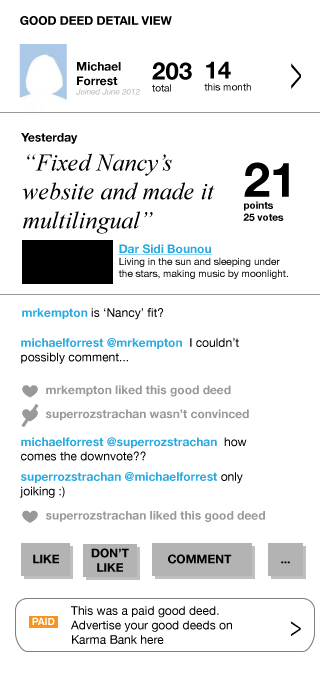 GOOD DEED DETAIL VIEW
Michael
Forrest
Joined June 2012
203
total
14
this month
Yesterday
“Fixed Nancy’s
website and made it
multilingual”
21
points
25 votes
Dar Sidi Bounou
Living in the sun and sleeping under
the stars, making music by moonlight.
mrkempton is ‘Nancy’ fit?
michaelforrest @mrkempton I couldn’t
possibly comment...
mrkempton liked this good deed
superrozstrachan wasn’t convinced
michaelforrest @superrozstrachan how
comes the downvote??
superrozstrachan @michaelforrest only
joiking :)
superrozstrachan liked this good deed
LIKE
DON’T
LIKE
COMMENT
...
PAID
This was a paid good deed.
Advertise your good deeds on
Karma Bank here